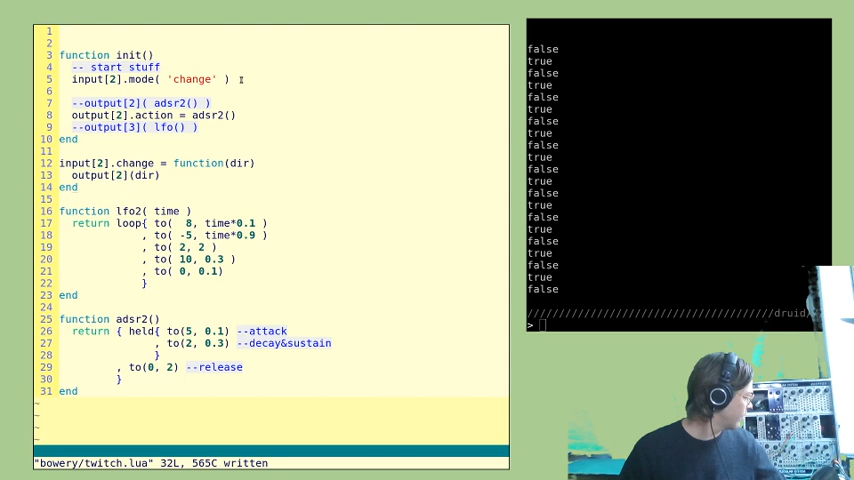 1
2
3 function init()
4 -- start stuff
5 input[2].mode( 'change' )
6
7 --output[2]( adsr2() )
8 output[2].action = adsr2()
9 --output[3]( lfo() )
10 end
11
12 input[2].change = function(dir)
13 output[2](dir)
14 end
15
16 function lfo2( time )
17 return loop{ to( 8, time*0.1 )
18 , to( -5, time*0.9 )
19 , to( 2, 2 )
20 , to( 10, 0.3 )
21 , to( 0, 0.1)
22 }
23 end
24
25 function adsr2()
26 return { held{ to(5, 0.1) --attack
27 , to(2, 0.3) --decay&sustain
28 }
29 , to(0, 2) --release
30 }
31 end
~
~
~
~
"bowery/twitch.lua" 32L, 565C written
false
true
false
true
false
true
false
true
false
true
false
true
false
true
false
true
false
true
false
true
false
////////////////////////////////////////druid/
>